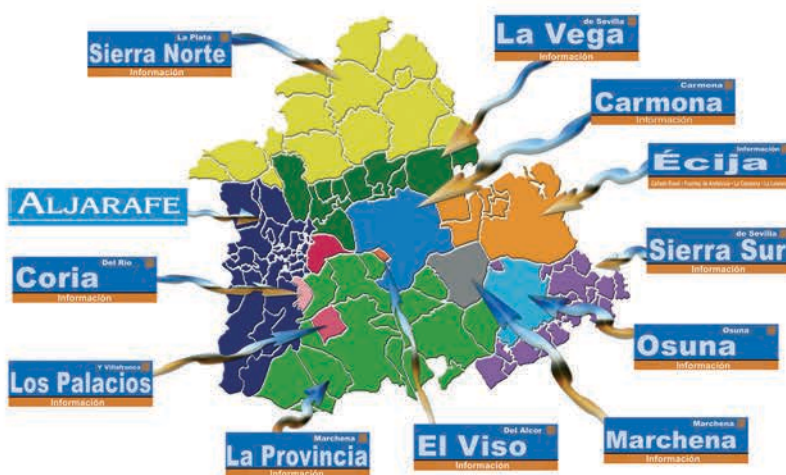 La Plata
Sierra Norte
Información
de Sevilla
La Vega
Información
Carmona
Carmona
Información
Información
Écija
ALJARAFE
de Sevilla
Sierra Sur
Información
Del Rio
Coria
Información
Osuna
Osuna
Información
Y Villafranca
Los Palacios
Información
Marchena
La Provincia
Información
Del Alcor
El Viso
Información
Marchena
Marchena
Información